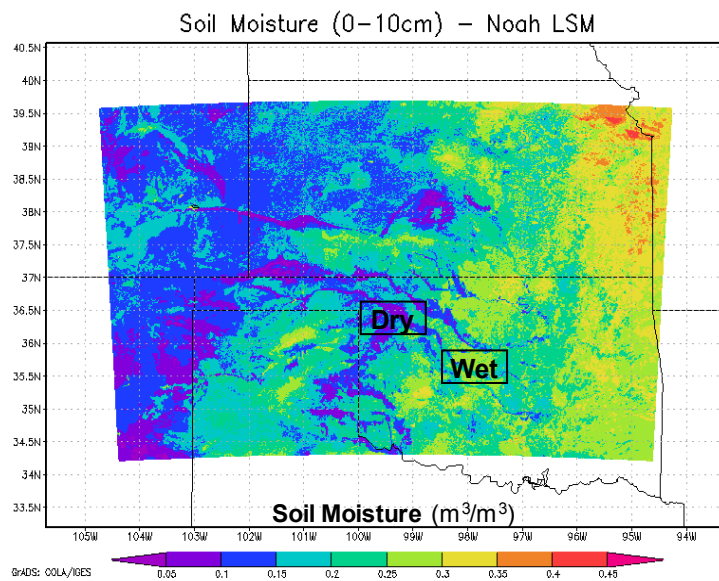 Soil Moisture (0-10cm) - Noah LSM
40.5N
40N
39.5N
39N
38.5N
38N
37.5N
37N
36.5N
36N
35.5N
35N
34.5N
34N
33.5N
Dry
Wet
Soil Moisture (m³/m³)
105W 104W 103W 102W 101W 100W 99W 98W 97W 96W 95W 94W
GrADS: COLA/IGES
0.05 0.1 0.15 0.2 0.25 0.3 0.35 0.4 0.45